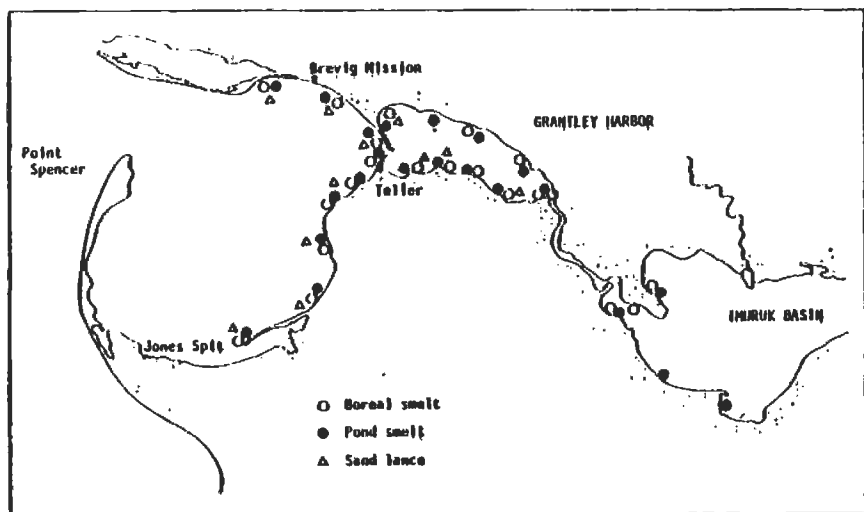 Brevig Mission
GRANTLEY HARBOR
Point
Spencer
Teller
IMURUK BASIN
Jones Spit
Boreal smelt
Pond smelt
Sand lance